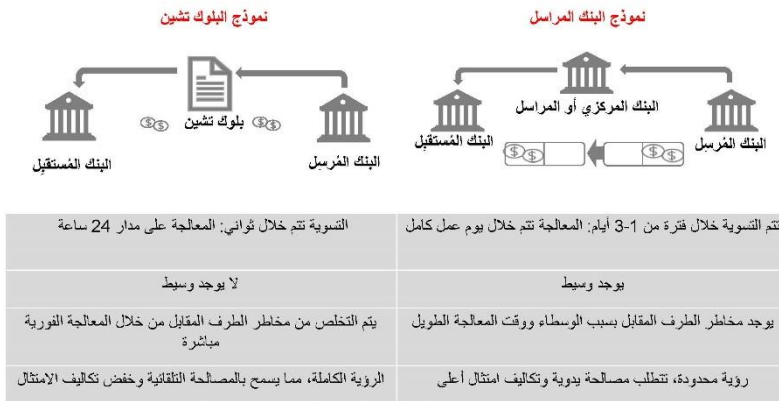 نموذج البنك المراسل
نموذج البلوك تشين
البنك المركزي أو المراسل
البنك المُرسِل
البنك المُستقبِل
بلوك تشين
البنك المُرسِل
البنك المُستقبِل
تتم التسوية خلال فترة من 1-3 أيام: المعالجة تتم خلال يوم عمل كامل
التسوية تتم خلال ثواني: المعالجة على مدار 24 ساعة
يوجد وسيط
لا يوجد وسيط
يوجد مخاطر الطرف المقابل بسبب الوسطاء ووقت المعالجة الطويل
يتم التخلص من مخاطر الطرف المقابل من خلال المعالجة الفورية
مباشرة
رؤية محدودة، تتطلب مصالحة يدوية وتكاليف امتثال أعلى
الرؤية الكاملة، مما يسمح بالمصالحة التلقائية وخفض تكاليف الامتثال